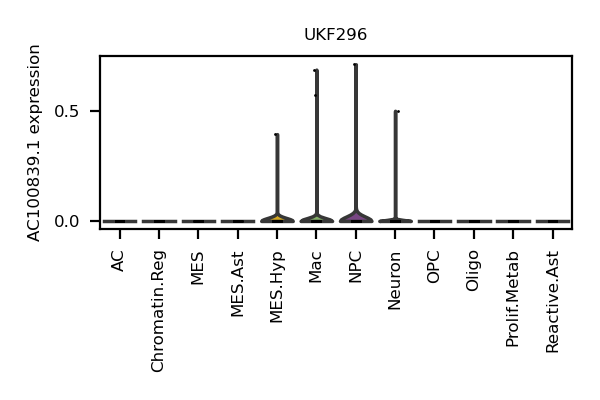 UKF296
AC100839.1 expression
0.5
0.0
AC
Chromatin.Reg
MES
MES.Ast
MES.Hyp
Mac
NPC
Neuron
OPC
Oligo
Prolif.Metab
Reactive.Ast